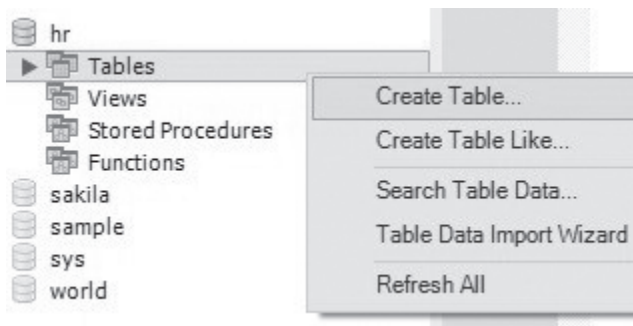 hr
Tables
Views
Stored Procedures
Functions
sakila
sample
sys
world
Create Table...
Create Table Like...
Search Table Data...
Table Data Import Wizard
Refresh All